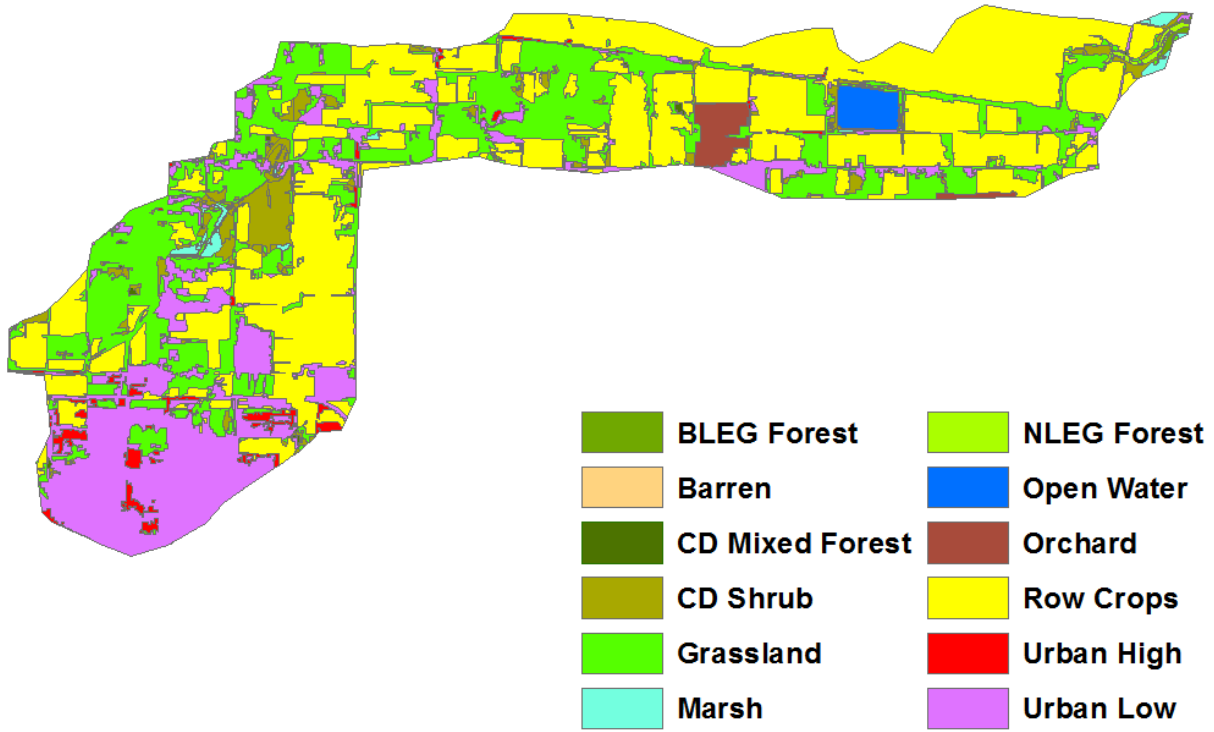 BLEG Forest
NLEG Forest
Barren
Open Water
CD Mixed Forest
Orchard
CD Shrub
Row Crops
Grassland
Urban High
Marsh
Urban Low